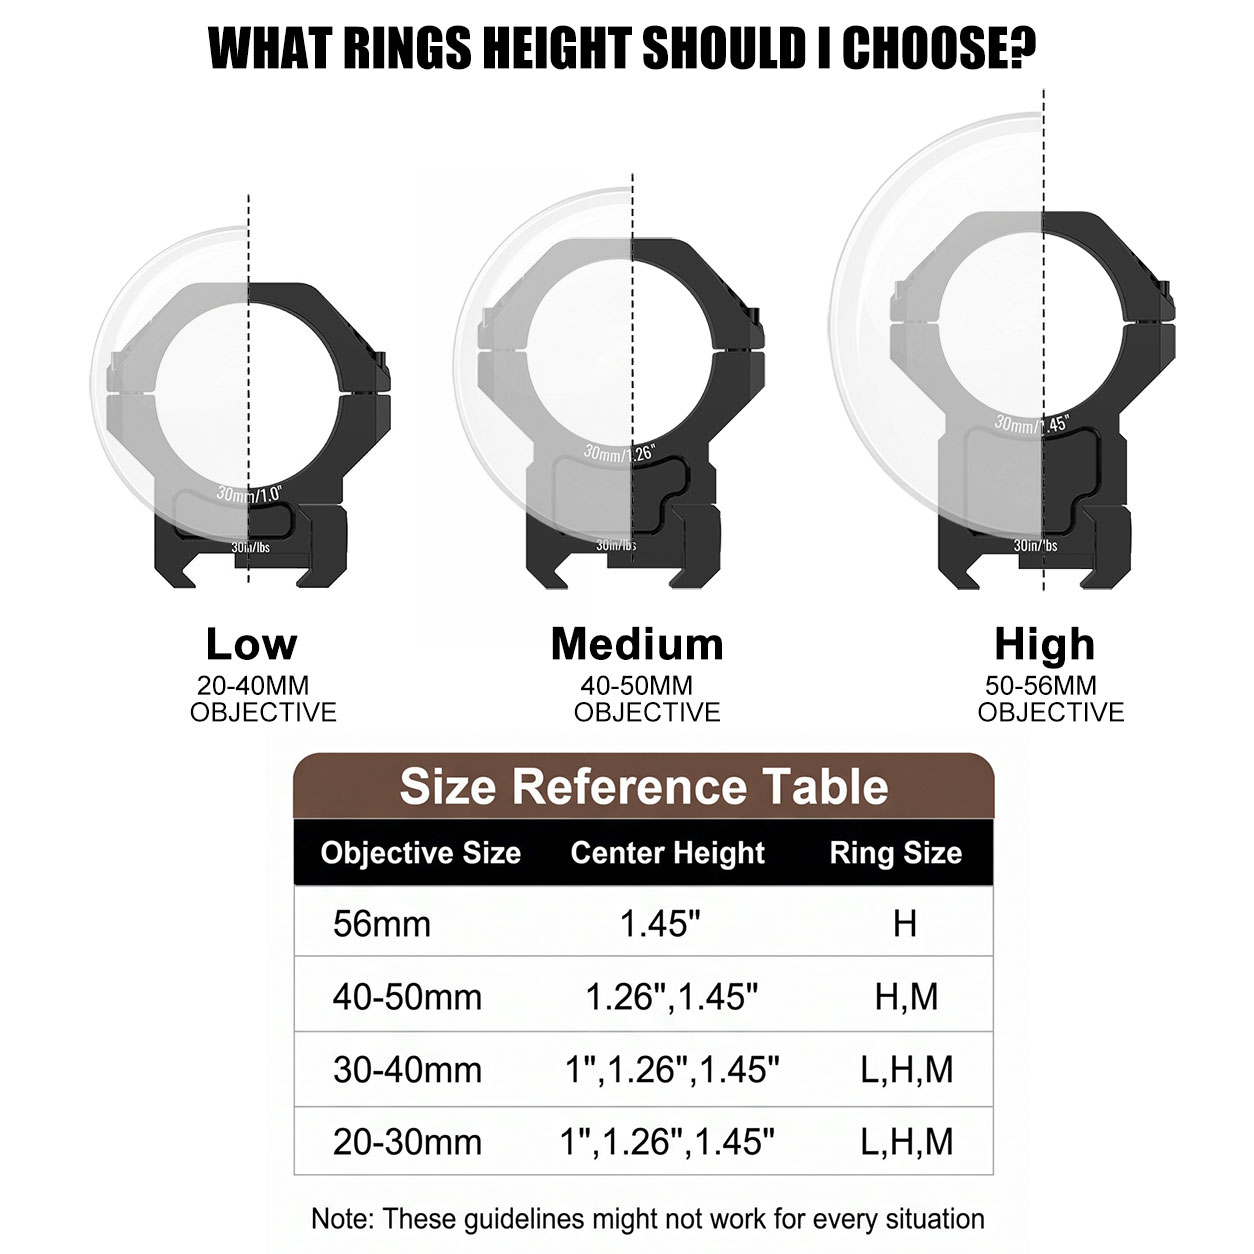 WHAT RINGS HEIGHT SHOULD I CHOOSE?
30mm/1.0"
30in/lbs
30mm/1.26"
30in/lbs
30mm/1.45"
30in/lbs
Low
20-40MM
OBJECTIVE
Medium
40-50MM
OBJECTIVE
High
50-56MM
OBJECTIVE
Size Reference Table
Objective Size Center Height Ring Size
56mm 1.45" H
40-50mm 1.26",1.45" H,M
30-40mm 1",1.26",1.45" L,H,M
20-30mm 1",1.26",1.45" L,H,M
Note: These guidelines might not work for every situation